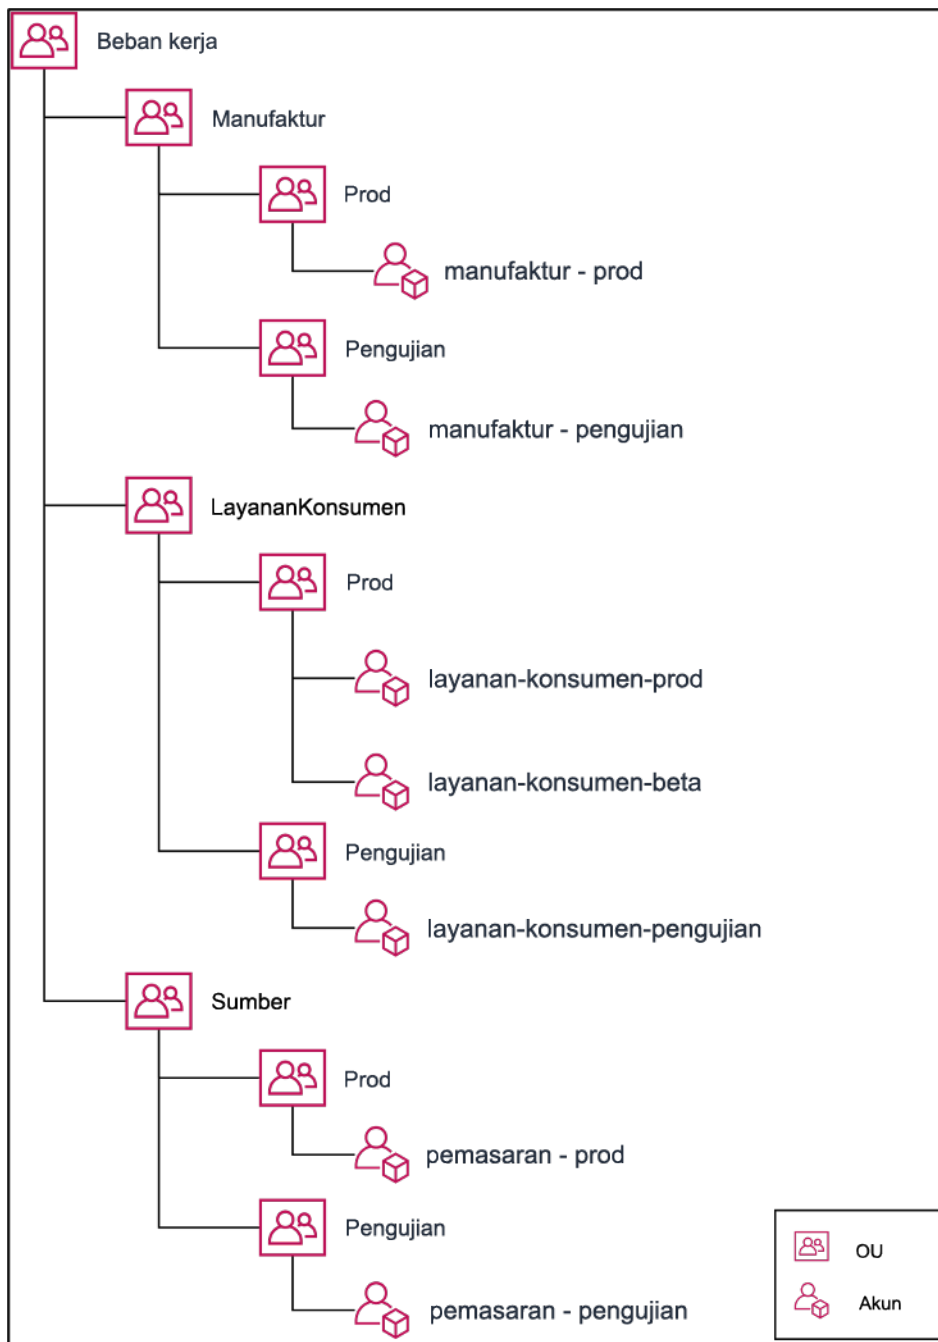 Beban kerja
Manufaktur
Prod
manufaktur - prod
Pengujian
manufaktur - pengujian
LayananKonsumen
Prod
layanan-konsumen-prod
layanan-konsumen-beta
Pengujian
layanan-konsumen-pengujian
Sumber
Prod
pemasaran - prod
Pengujian
pemasaran - pengujian
OU
Akun